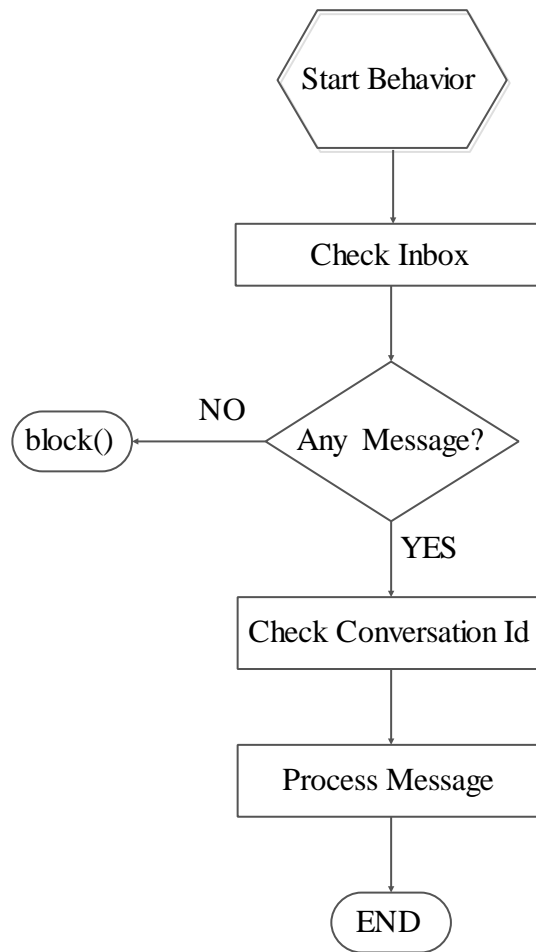 Start Behavior
Check Inbox
Any Message?
NO
block()
YES
Check Conversation Id
Process Message
END